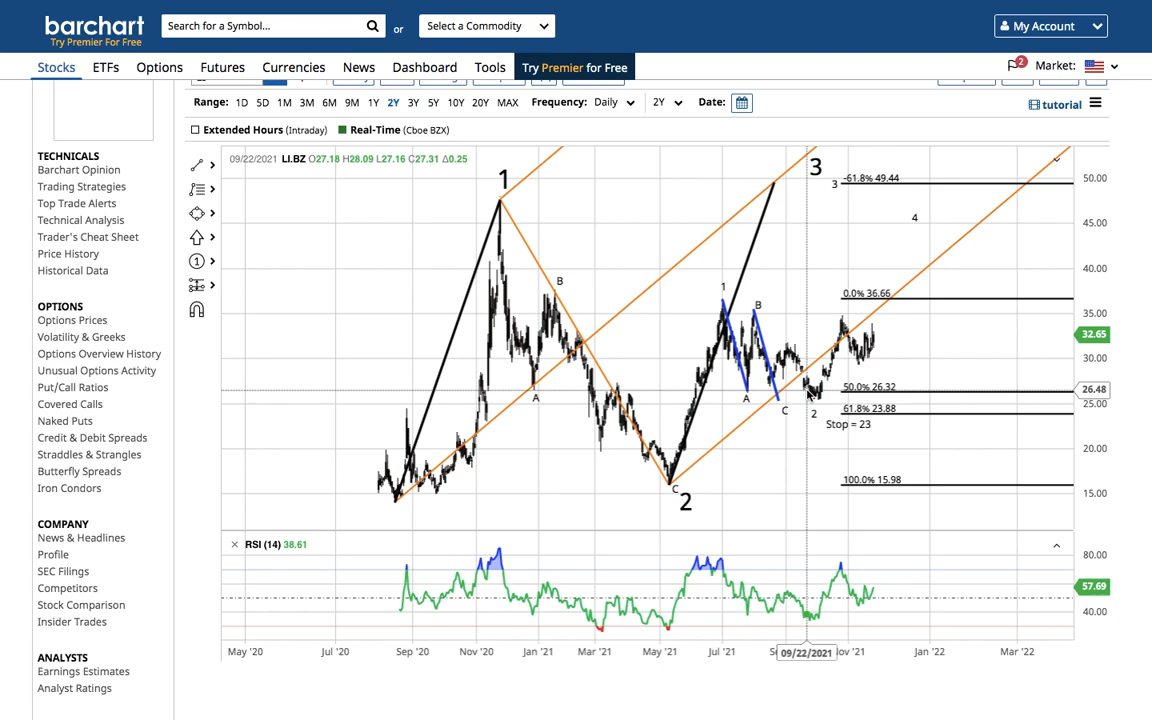 barchart
Try Premier For Free
Search for a Symbol...
or
Select a Commodity
My Account
Stocks ETFs Options Futures Currencies News Dashboard Tools Try Premier for Free
2 Market:
Range: 1D 5D 1M 3M 6M 9M 1Y 2Y 3Y 5Y 10Y 20Y MAX Frequency: Daily 2Y Date:
tutorial
Extended Hours (Intraday) Real-Time (Cboe BZX)
09/22/2021 LI.BZ O27.18 H28.09 L27.16 C27.31 Δ0.25
TECHNICALS
Barchart Opinion
Trading Strategies
Top Trade Alerts
Technical Analysis
Trader's Cheat Sheet
Price History
Historical Data
OPTIONS
Options Prices
Volatility & Greeks
Options Overview History
Unusual Options Activity
Put/Call Ratios
Covered Calls
Naked Puts
Credit & Debit Spreads
Straddles & Strangles
Butterfly Spreads
Iron Condors
COMPANY
News & Headlines
Profile
SEC Filings
Competitors
Stock Comparison
Insider Trades
ANALYSTS
Earnings Estimates
Analyst Ratings
1
1
3
3
-61.8% 49.44
4
B
0.0% 36.66
1
B
A
A
C
50.0% 26.32
2
61.8% 23.88
Stop = 23
C
2
100.0% 15.98
50.00
45.00
40.00
35.00
32.65
30.00
26.48
25.00
20.00
15.00
RSI (14) 38.61
80.00
57.69
40.00
May '20 Jul '20 Sep '20 Nov '20 Jan '21 Mar '21 May '21 Jul '21 09/22/2021 Jan '22 Mar '22